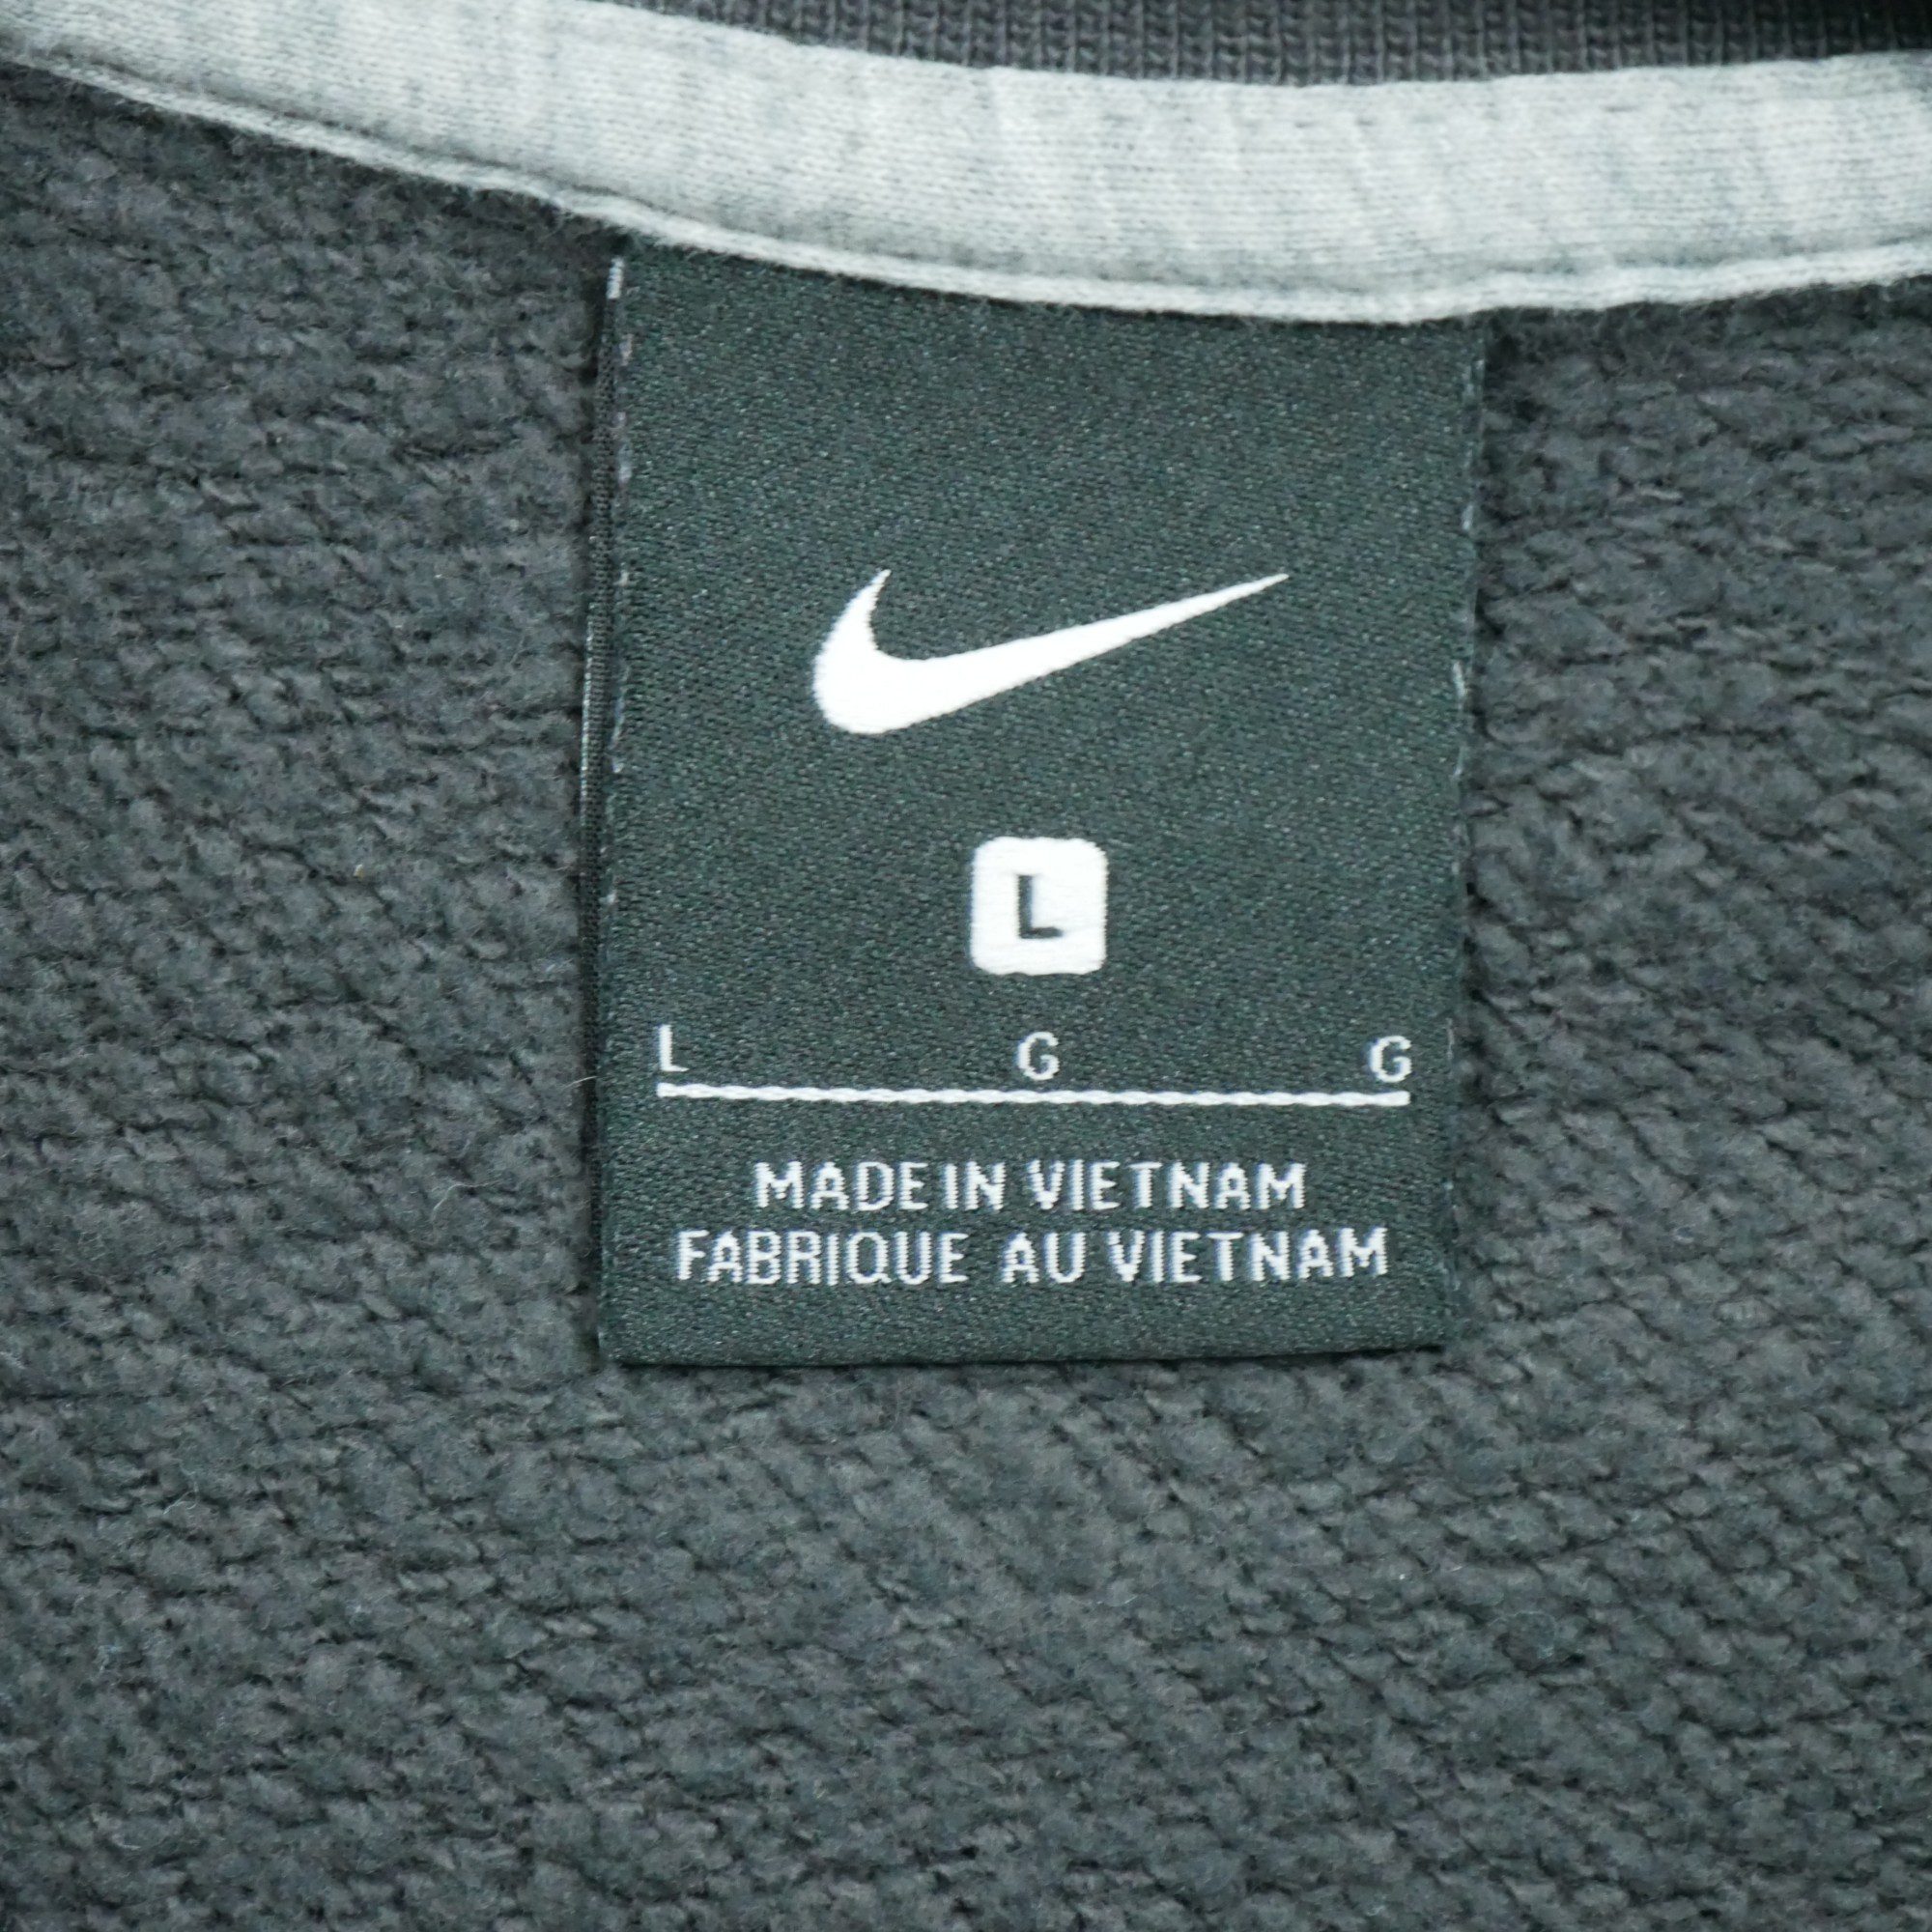 L
L G G
MADE IN VIETNAM
FABRIQUE AU VIETNAM